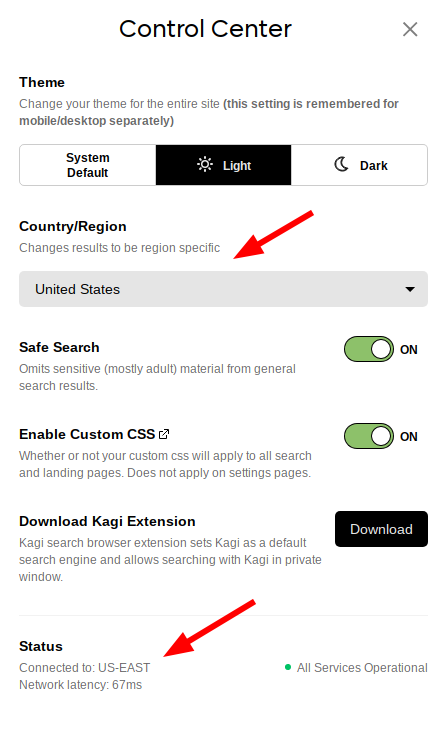 Control Center
Theme
Change your theme for the entire site (this setting is remembered for
mobile/desktop separately)
System
Default
Light
Dark
Country/Region
Changes results to be region specific
United States
Safe Search
ON
Omits sensitive (mostly adult) material from general
search results.
Enable Custom CSS
ON
Whether or not your custom css will apply to all search
and landing pages. Does not apply on settings pages.
Download Kagi Extension
Download
Kagi search browser extension sets Kagi as a default
search engine and allows searching with Kagi in private
window.
Status
Connected to: US-EAST
All Services Operational
Network latency: 67ms